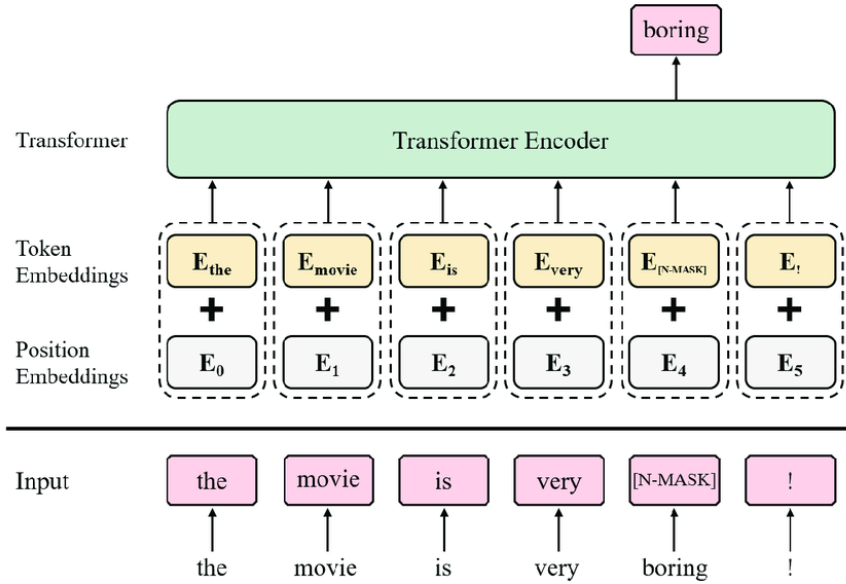 boring
Transformer
Transformer Encoder
Token
Embeddings
E_the E_movie E_is E_very E_[N-MASK] E_!
+ + + + + +
Position
Embeddings
E_0 E_1 E_2 E_3 E_4 E_5
Input
the movie is very [N-MASK] !
the movie is very boring !